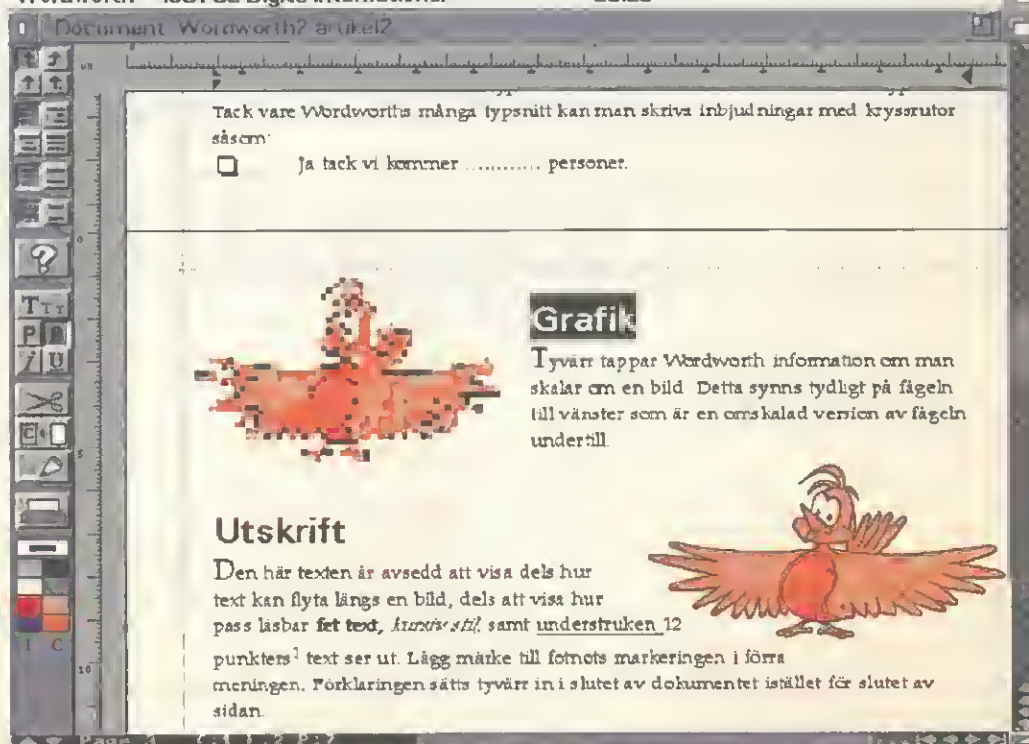 Document Wordworth2 artikel2
Tack vare Wordworths många typsnitt kan man skriva inbjudningar med kryssrutor
såsom:
Ja tack vi kommer ............ personer.
Grafik
Tyvärr tappar Wordworth information om man
skalar om en bild Detta synns tydligt på fågeln
till vänster som är en omskalad version av fågeln
undertill.
Utskrift
Den här texten är avsedd att visa dels hur
text kan flyta längs en bild, dels att visa hur
pass läsbar fet text, kursiv stil, samt understruken 12
punkters¹ text ser ut. Lägg märke till fotnots markeringen i förra
meningen. Förklaringen sätts tyvärr in i slutet av dokumentet istället för slutet av
sidan.